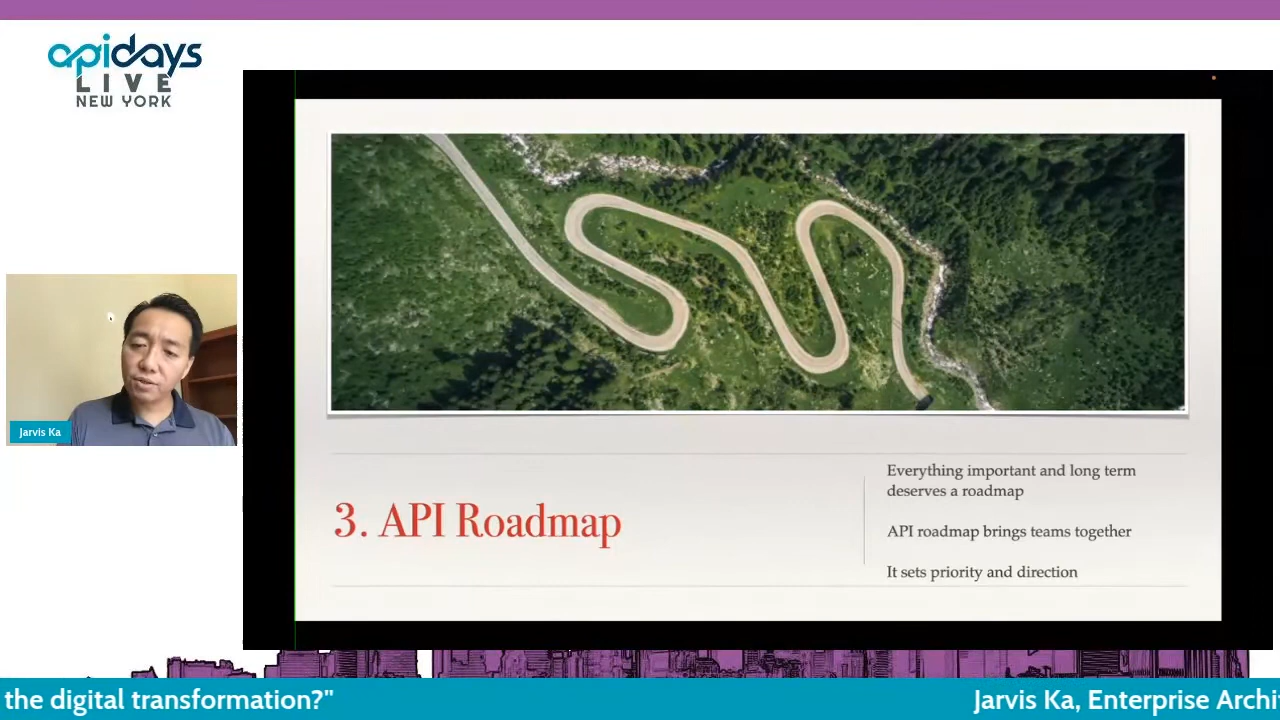 apidays
LIVE
NEW YORK
Jarvis Ka
3. API Roadmap
Everything important and long term
deserves a roadmap
API roadmap brings teams together
It sets priority and direction
the digital transformation?"
Jarvis Ka, Enterprise Archi